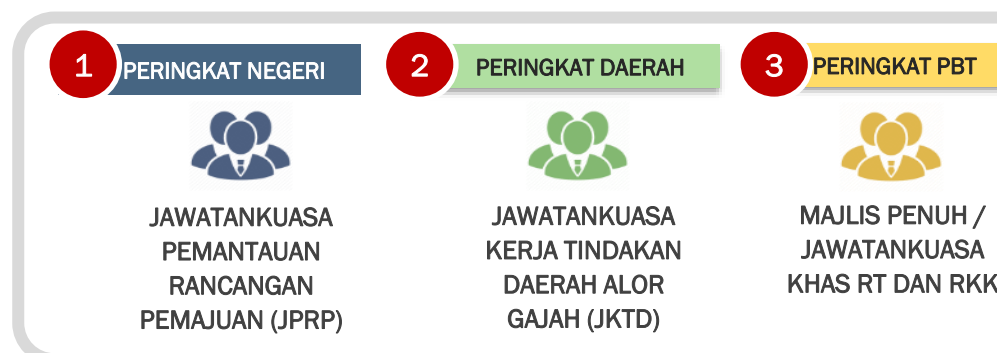 1
PERINGKAT NEGERI
JAWATANKUASA
PEMANTAUAN
RANCANGAN
PEMAJUAN (JPRP)
2
PERINGKAT DAERAH
JAWATANKUASA
KERJA TINDAKAN
DAERAH ALOR
GAJAH (JKTD)
3
PERINGKAT PBT
MAJLIS PENUH /
JAWATANKUASA
KHAS RT DAN RKK